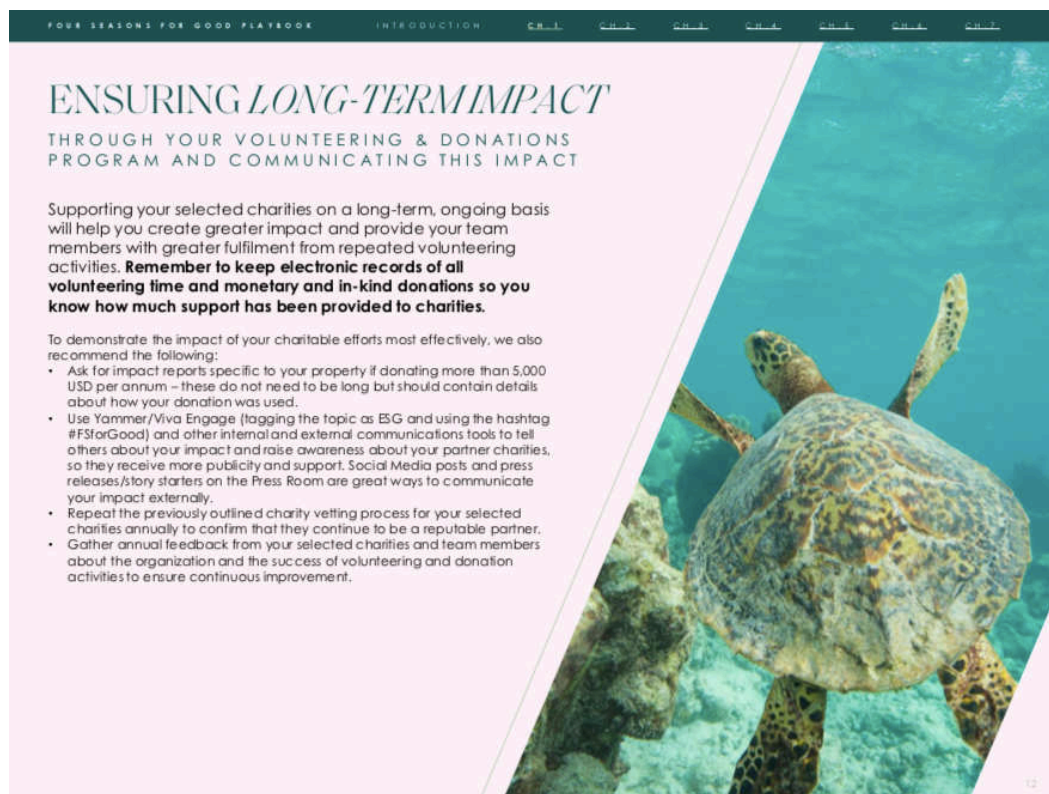 FOUR SEASONS FOR GOOD PLAYBOOK
INTRODUCTION
CH.1
CH.2
CH.3
CH.4
CH.5
CH.6
CH.7
ENSURING LONG-TERM IMPACT
THROUGH YOUR VOLUNTEERING & DONATIONS
PROGRAM AND COMMUNICATING THIS IMPACT
Supporting your selected charities on a long-term, ongoing basis
will help you create greater impact and provide your team
members with greater fulfilment from repeated volunteering
activities. Remember to keep electronic records of all
volunteering time and monetary and in-kind donations so you
know how much support has been provided to charities.
To demonstrate the impact of your charitable efforts most effectively, we also
recommend the following:
• Ask for impact reports specific to your property if donating more than 5,000
USD per annum – these do not need to be long but should contain details
about how your donation was used.
• Use Yammer/Viva Engage (tagging the topic as ESG and using the hashtag
#FSforGood) and other internal and external communications tools to tell
others about your impact and raise awareness about your partner charities,
so they receive more publicity and support. Social Media posts and press
releases/story starters on the Press Room are great ways to communicate
your impact externally.
• Repeat the previously outlined charity vetting process for your selected
charities annually to confirm that they continue to be a reputable partner.
• Gather annual feedback from your selected charities and team members
about the organization and the success of volunteering and donation
activities to ensure continuous improvement.
12